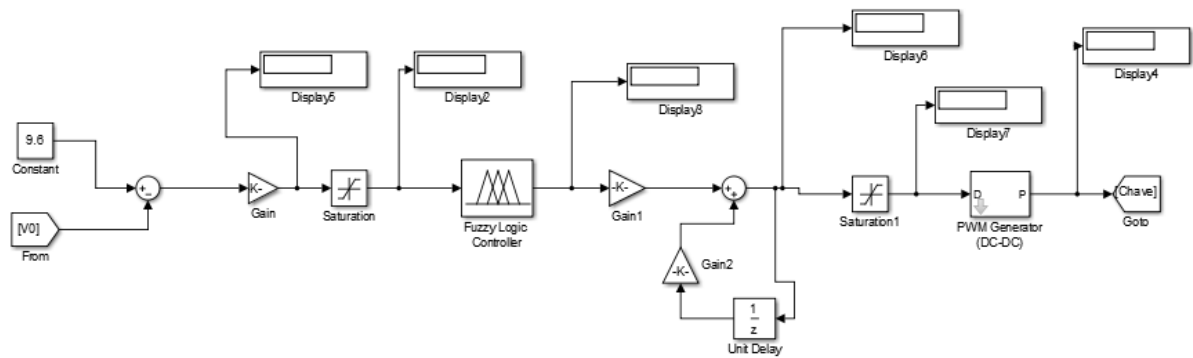 Display6
Display4
Display5
Display2
Display8
Display7
9.6
Constant
+
−
K-
Gain
Saturation
Fuzzy Logic
Controller
-K-
Gain1
+
+
Saturation1
D
P
PWM Generator
(DC-DC)
[Chave]
Goto
[V0]
From
-K-
Gain2
1
z
Unit Delay